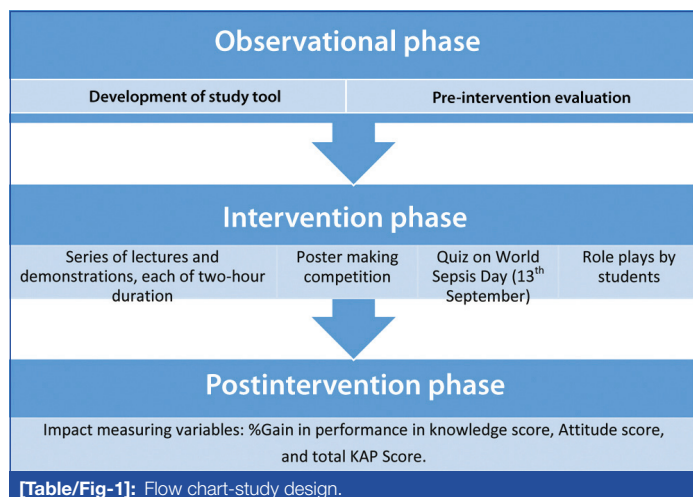 Observational phase
Development of study tool
Pre-intervention evaluation
Intervention phase
Series of lectures and
demonstrations, each of two-hour
duration
Poster making
competition
Quiz on World
Sepsis Day (13th
September)
Role plays by
students
Postintervention phase
Impact measuring variables: %Gain in performance in knowledge score, Attitude score,
and total KAP Score.
[Table/Fig-1]: Flow chart-study design.